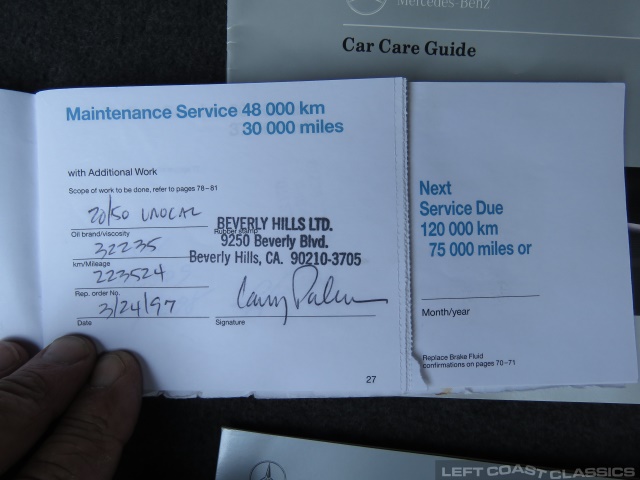 Mercedes-Benz
Car Care Guide
Maintenance Service 48 000 km
30 000 miles
with Additional Work
Scope of work to be done, refer to pages 78–81
20/50 UNOCAL
Oil brand/viscosity
32235
km/Mileage
223524
Rep. order No.
3/24/97
Date
BEVERLY HILLS LTD.
Rubber stamp
9250 Beverly Blvd.
Beverly Hills, CA. 90210-3705
Signature
27
Next
Service Due
120 000 km
75 000 miles or
Month/year
Replace Brake Fluid
confirmations on pages 70–71
LEFT COAST CLASSICS